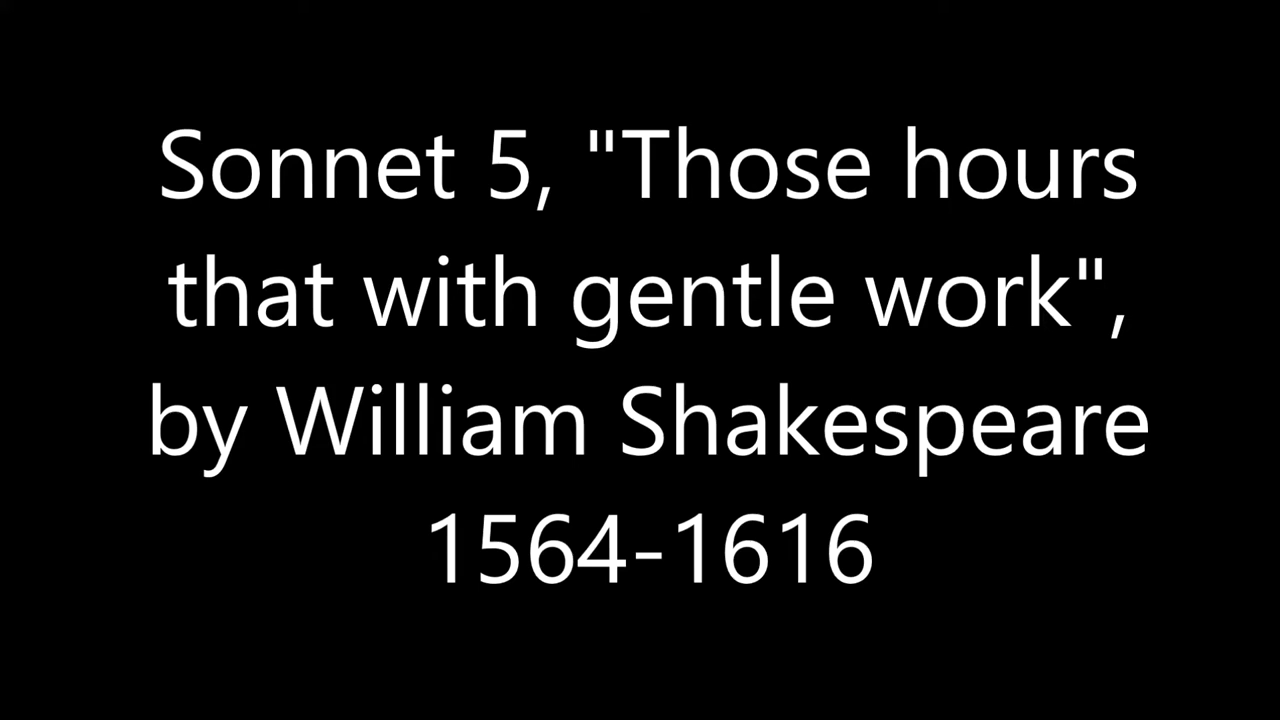 Sonnet 5, "Those hours
that with gentle work",
by William Shakespeare
1564-1616